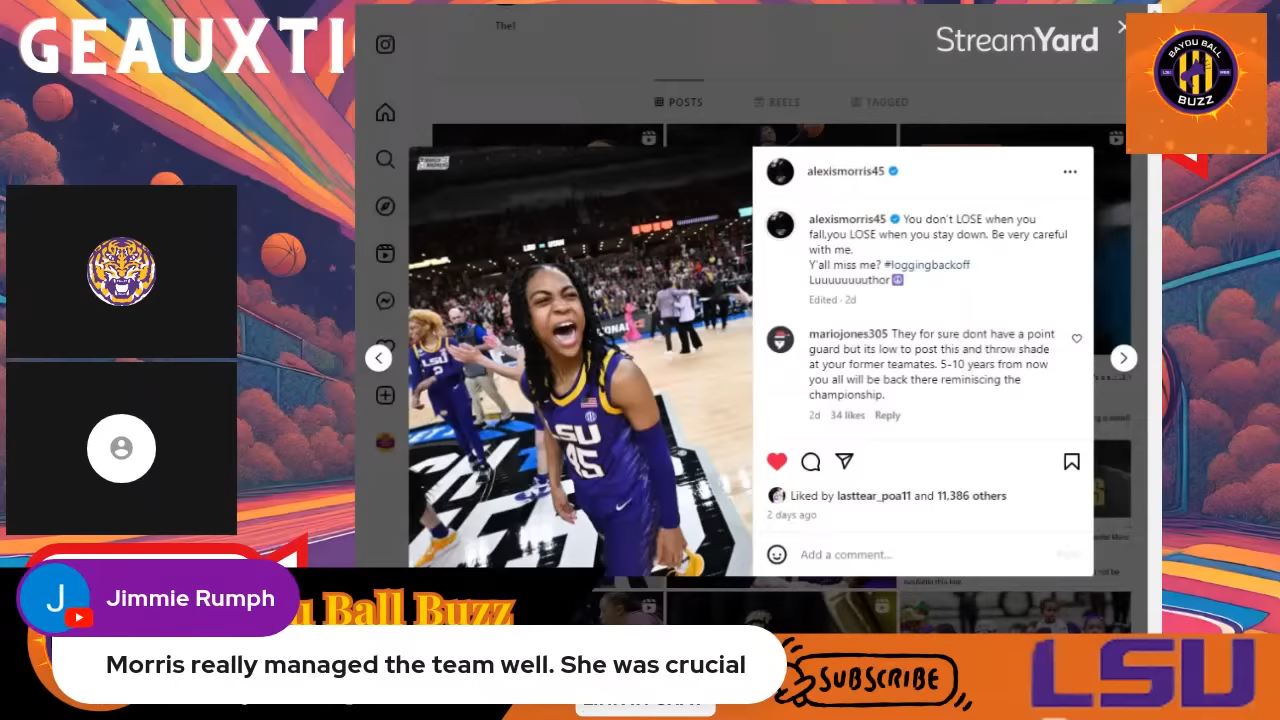 GEAUXTI
The1
StreamYard
BAYOU BALL
BUZZ
POSTS
REELS
TAGGED
alexismorris45
alexismorris45 You don't LOSE when you
fall,you LOSE when you stay down. Be very careful
with me.
Y'all miss me? #loggingbackoff
Luuuuuuuuthor
Edited · 2d
mariojones305 They for sure dont have a point
guard but its low to post this and throw shade
at your former teamates. 5-10 years from now
you all will be back there reminiscing the
championship.
2d 34 likes Reply
LSU
45
Liked by lasttear_poa11 and 11,386 others
2 days ago
Add a comment...
J
Jimmie Rumph
Ball Buzz
Morris really managed the team well. She was crucial
SUBSCRIBE
LSU